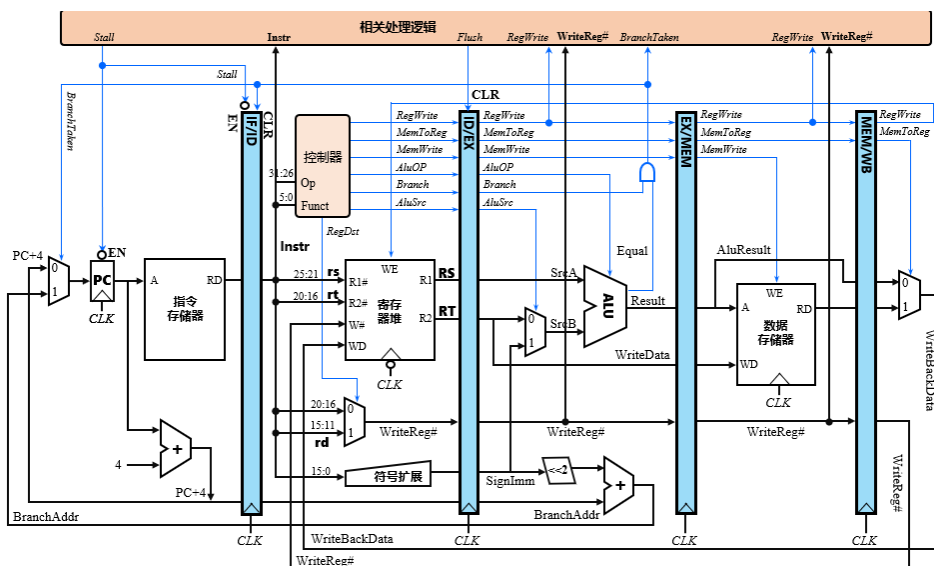 相关处理逻辑
Stall
Instr
Flush
RegWrite
WriteReg#
BranchTaken
RegWrite
WriteReg#
Stall
BranchTaken
EN
IF/ID
CLR
CLR
ID/EX
EX/MEM
MEM/WB
控制器
31:26
Op
5:0
Funct
RegWrite
MemToReg
MemWrite
AluOP
Branch
AluSrc
RegDst
RegWrite
MemToReg
MemWrite
AluOP
Branch
AluSrc
RegWrite
MemToReg
MemWrite
RegWrite
MemToReg
PC+4
0
1
EN
PC
CLK
A
RD
指令
存储器
Instr
25:21
rs
20:16
rt
WE
R1#
R2#
W#
WD
R1
R2
寄存
器堆
CLK
RS
RT
0
1
SrcA
SrcB
ALU
Equal
Result
WriteData
AluResult
WE
A
RD
数据
存储器
WD
CLK
0
1
WriteBackData
20:16
0
15:11
1
rd
WriteReg#
WriteReg#
WriteReg#
WriteReg#
4
+
PC+4
15:0
符号扩展
SignImm
<<2
+
BranchAddr
BranchAddr
CLK
CLK
CLK
CLK
WriteBackData
WriteReg#